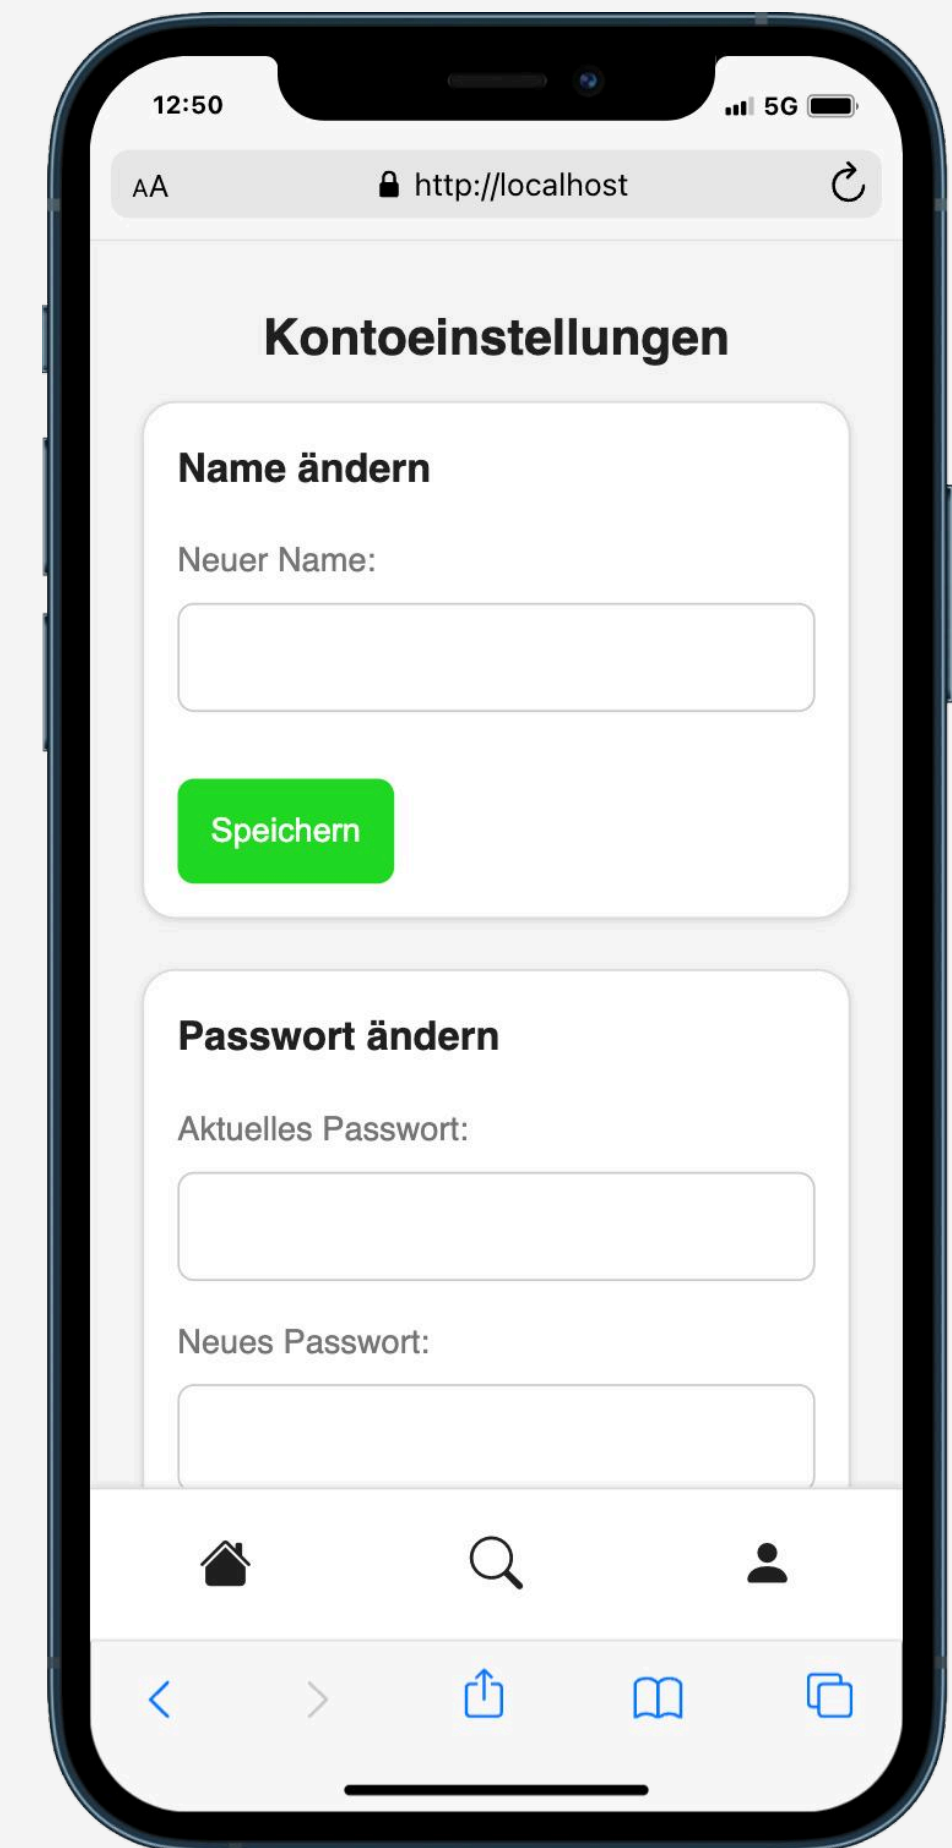 12:50
5G
AA
http://localhost
Kontoeinstellungen
Name ändern
Neuer Name:
Speichern
Passwort ändern
Aktuelles Passwort:
Neues Passwort: